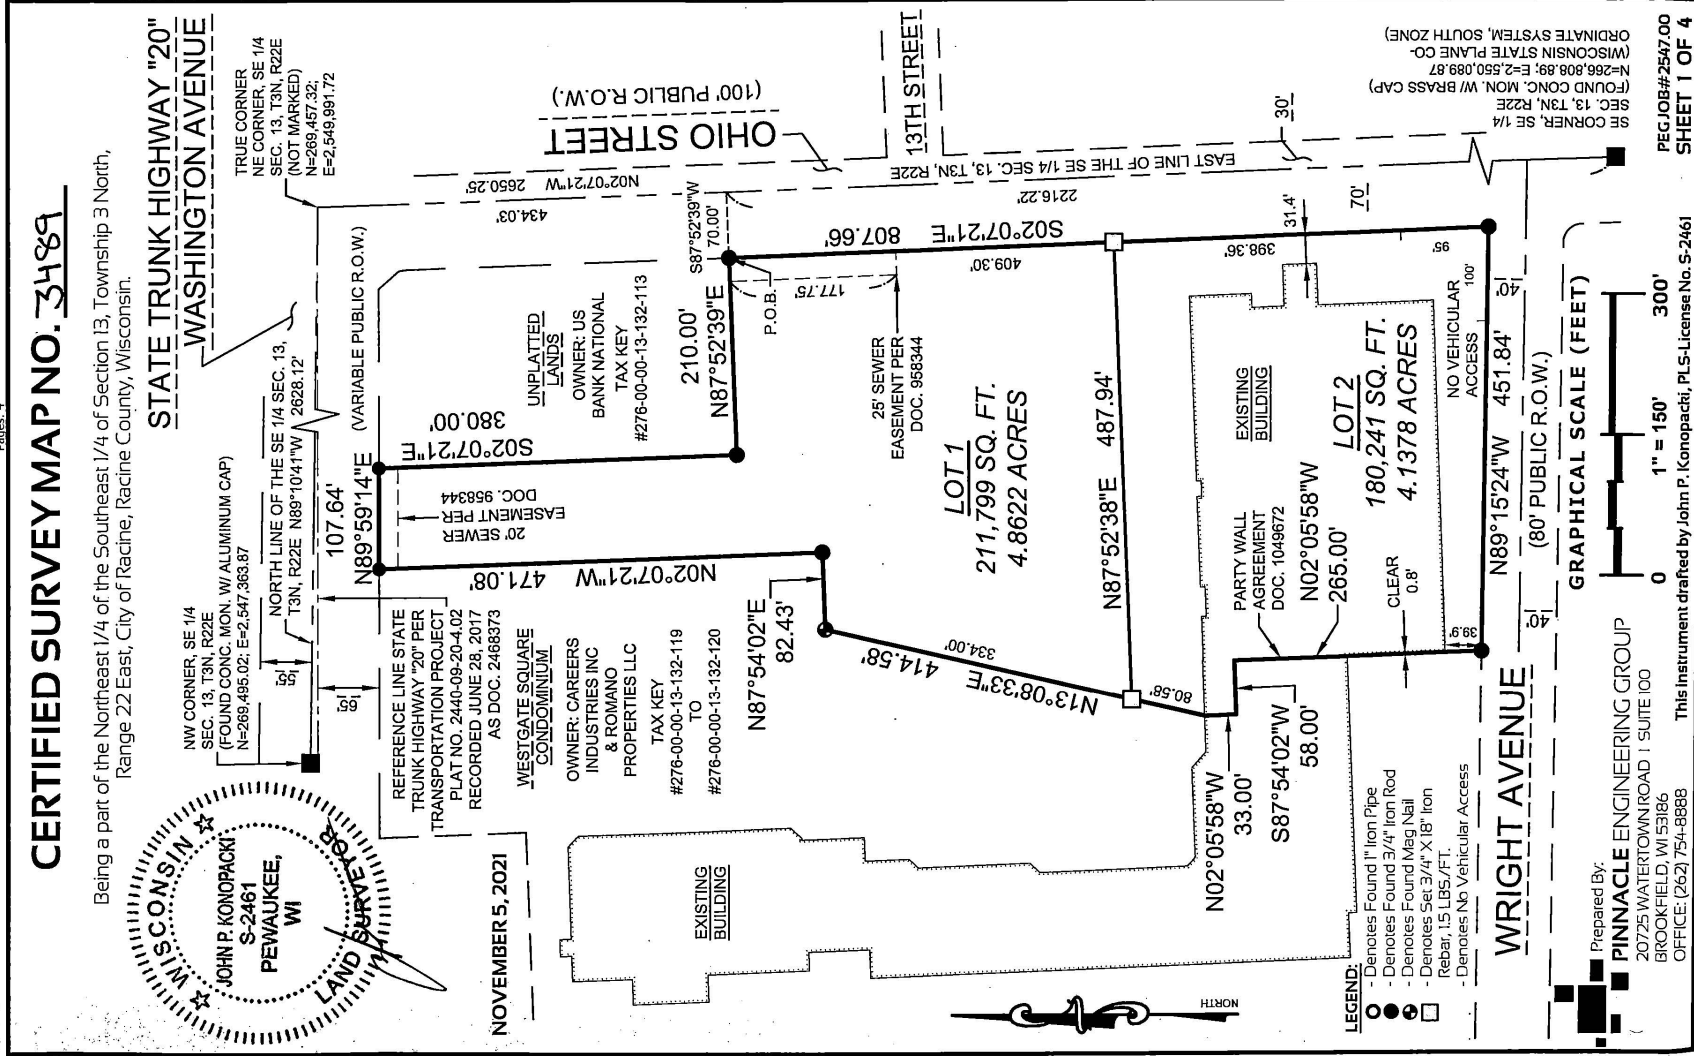 Pages: 4
CERTIFIED SURVEY MAP NO. 3489
Being a part of the Northeast 1/4 of the Southeast 1/4 of Section 13, Township 3 North,
Range 22 East, City of Racine, Racine County, Wisconsin.
STATE TRUNK HIGHWAY "20"
WASHINGTON AVENUE
TRUE CORNER
NE CORNER, SE 1/4
SEC. 13, T3N, R22E
(NOT MARKED)
N=269,457.32;
E=2,549,991.72
WISCONSIN
JOHN P. KONOPACKI
S-2461
PEWAUKEE,
WI
LAND SURVEYOR
NOVEMBER 5, 2021
NW CORNER, SE 1/4
SEC. 13, T3N, R22E
(FOUND CONC. MON. W/ ALUMINUM CAP)
N=269,495.02; E=2,547,363.87
NORTH LINE OF THE SE 1/4 SEC. 13,
T3N, R22E N89°10'41"W 2628.12'
55'
69'
107.64'
N89°59'14"E
(VARIABLE PUBLIC R.O.W.)
434.03'
N02°07'21"W 2650.25'
OHIO STREET
(100' PUBLIC R.O.W.)
13TH STREET
EAST LINE OF THE SE 1/4 SEC. 13, T3N, R22E
2216.22'
30'
70'
REFERENCE LINE STATE
TRUNK HIGHWAY "20" PER
TRANSPORTATION PROJECT
PLAT NO. 2440-09-20-4.02
RECORDED JUNE 28, 2017
AS DOC. 2468373
WESTGATE SQUARE
CONDOMINIUM
OWNER: CAREERS
INDUSTRIES INC
& ROMANO
PROPERTIES LLC
TAX KEY
#276-00-00-13-132-119
TO
#276-00-00-13-132-120
N02°07'21"W
471.08'
20' SEWER
EASEMENT PER
DOC. 958344
S02°07'21"E
380.00'
UNPLATTED
LANDS
OWNER: US
BANK NATIONAL
TAX KEY
#276-00-00-13-132-113
210.00'
N87°52'39"E
S87°52'39"W
70.00'
P.O.B.
177.75'
409.30'
807.66'
S02°07'21"E
25' SEWER
EASEMENT PER
DOC. 958344
N87°54'02"E
82.43'
414.58'
334.00'
N13°08'33"E
80.58'
LOT 1
211,799 SQ. FT.
4.8622 ACRES
N87°52'38"E 487.94'
EXISTING
BUILDING
31.4'
398.36'
95'
LOT 2
180,241 SQ. FT.
4.1378 ACRES
PARTY WALL
AGREEMENT
DOC. 1049672
N02°05'58"W
265.00'
CLEAR
0.8'
39.9'
NO VEHICULAR
ACCESS
100'
N02°05'58"W
33.00'
S87°54'02"W
58.00'
EXISTING
BUILDING
N89°15'24"W 451.84'
40'
40'
(80' PUBLIC R.O.W.)
WRIGHT AVENUE
NORTH
SE CORNER, SE 1/4
SEC. 13, T3N, R22E
(FOUND CONC. MON. W/ BRASS CAP)
N=266,808.89; E=2,550,089.87
(WISCONSIN STATE PLANE CO-
ORDINATE SYSTEM, SOUTH ZONE)
LEGEND:
- Denotes Found 1" Iron Pipe
- Denotes Found 3/4" Iron Rod
- Denotes Found Mag Nail
- Denotes Set 3/4" X 18" Iron
Rebar, 1.5 LBS./FT.
- Denotes No Vehicular Access
GRAPHICAL SCALE (FEET)
0 1" = 150' 300'
Prepared By:
PINNACLE ENGINEERING GROUP
20725 WATERTOWN ROAD | SUITE 100
BROOKFIELD, WI 53186
OFFICE: (262) 754-8888
This instrument drafted by John P. Konopacki, PLS-License No. S-2461
PEG JOB#2547.00
SHEET 1 OF 4